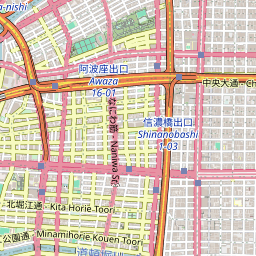 -nishi
阿波座出口
Awaza
16-01
中央大通
信濃橋出口
Shinanobashi
1-03
なにわ筋 - Naniwa Suji
北堀江通 - Kita Horie Toori
公園通 - Minamihorie Kouen Toori